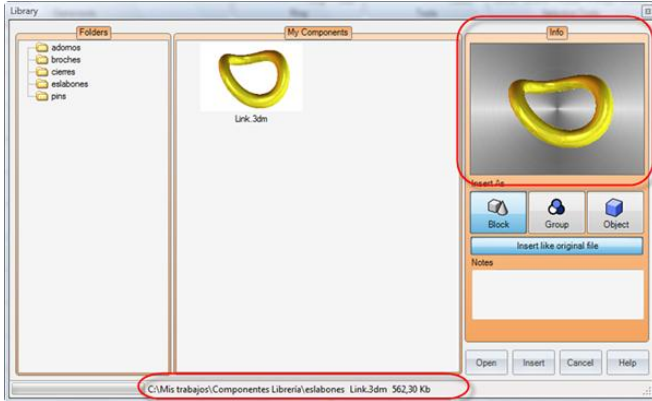 Library
Folders
My Components
Info
adornos
broches
cierres
eslabones
pins
Link.3dm
Insert As
Block
Group
Object
Insert like original file
Notes
Open
Insert
Cancel
Help
C:\Mis trabajos\Componentes Librería\eslabones Link.3dm 562,30 Kb